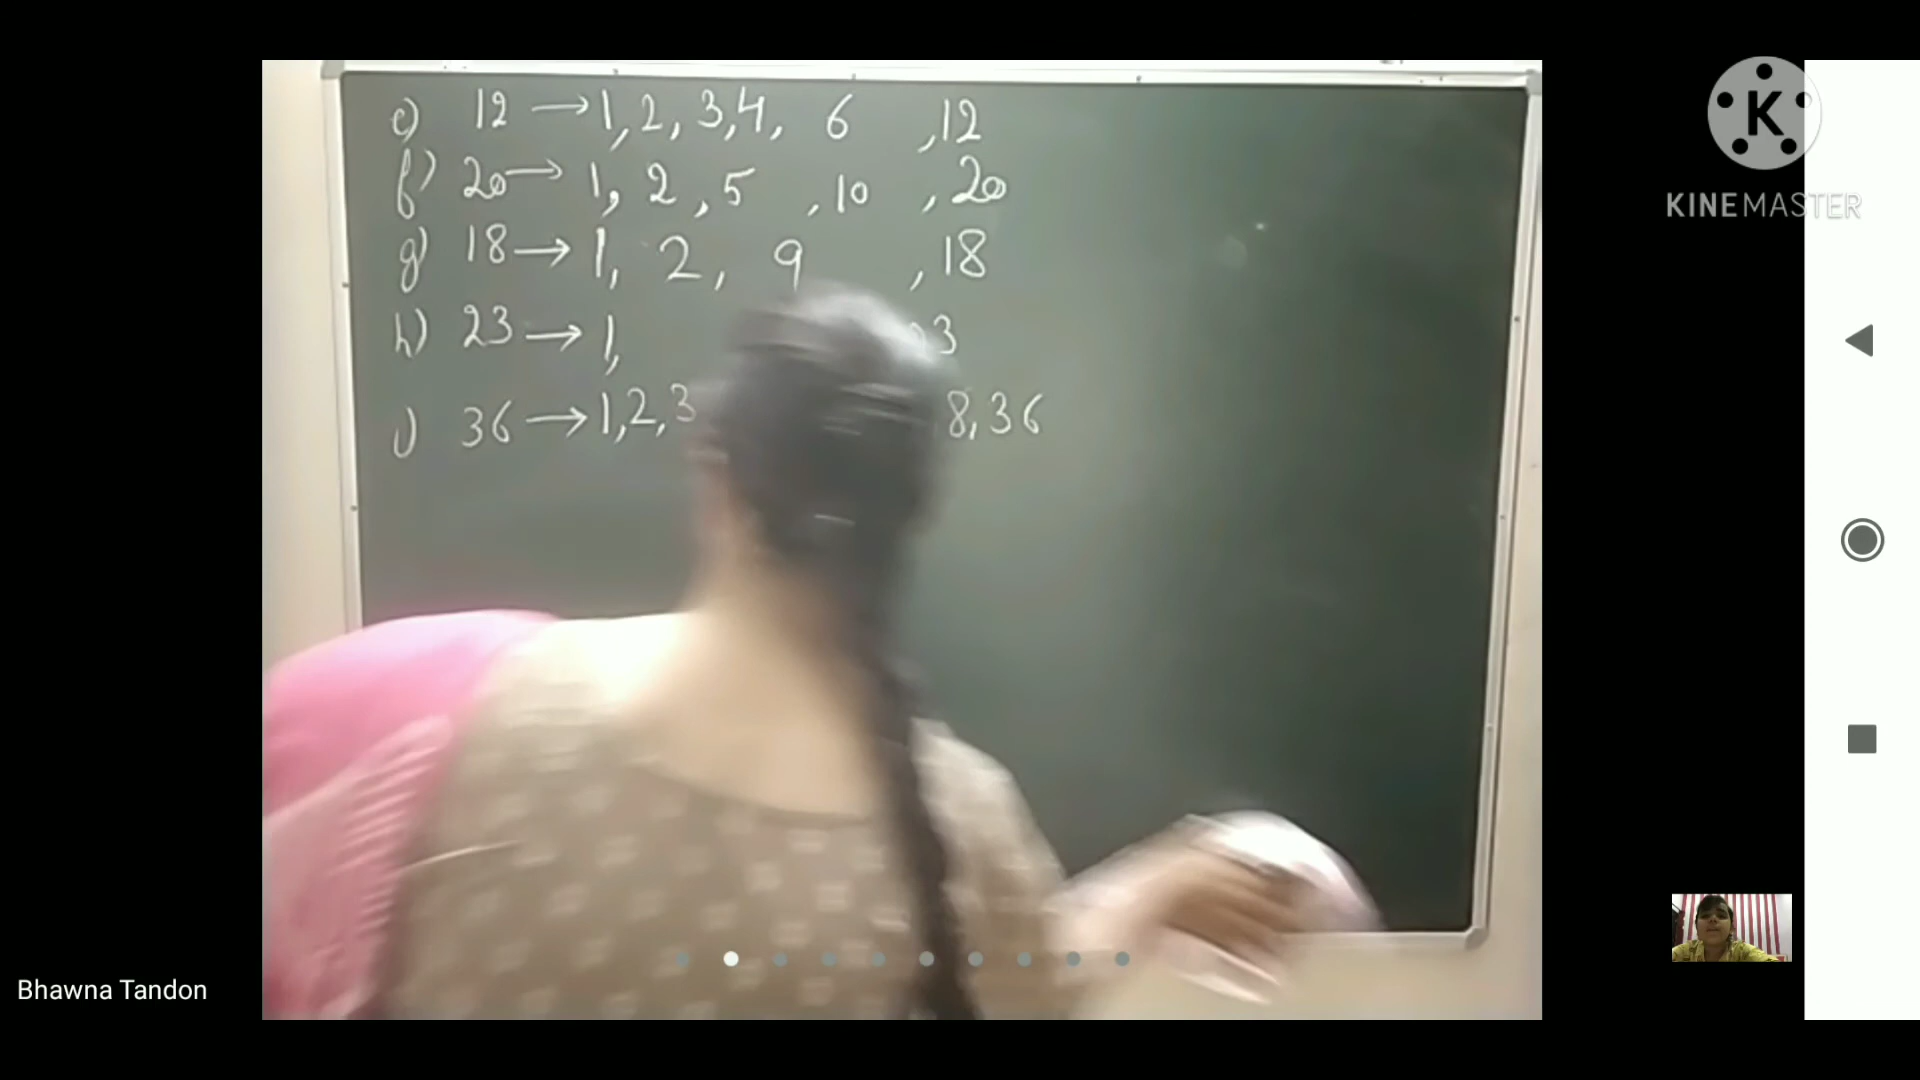 e) 12 → 1, 2, 3, 4, 6 , 12
f) 20 → 1, 2 , 5 , 10 , 20
g) 18 → 1, 2, 9 , 18
h) 23 → 1, 3
i) 36 → 1, 2, 3 8, 36
KINEMASTER
Bhawna Tandon